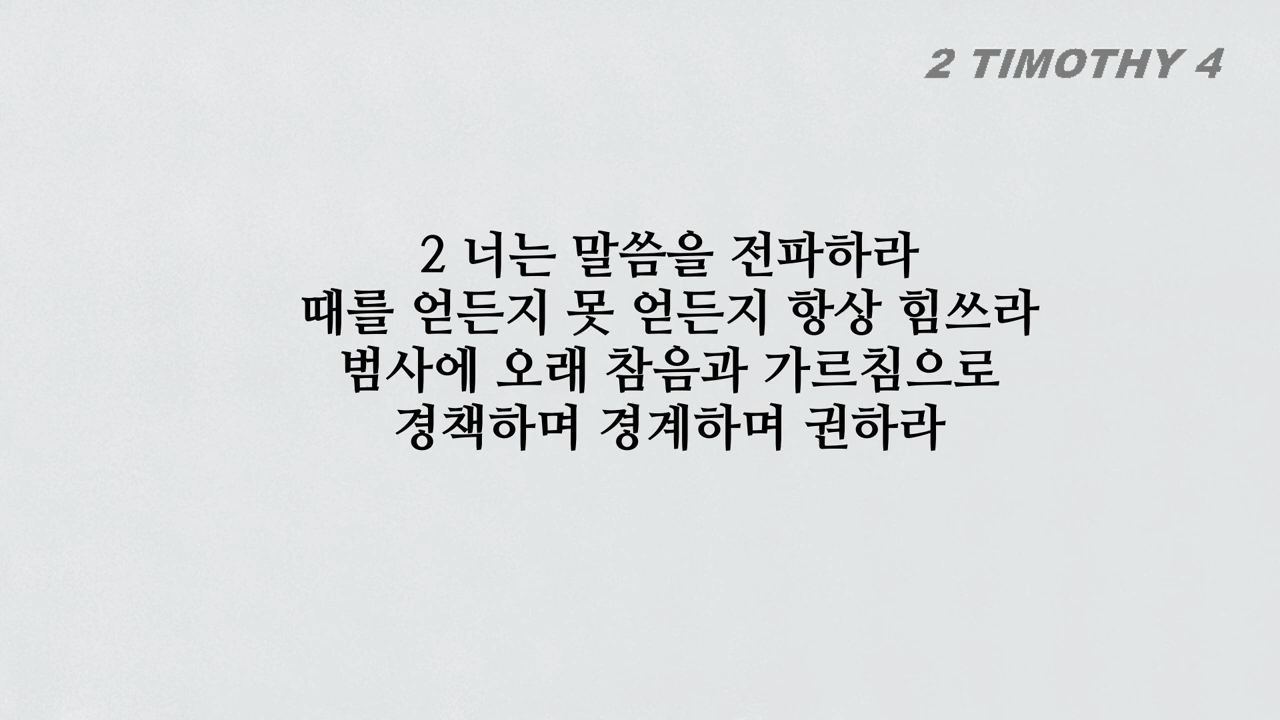 2 TIMOTHY 4
2 너는 말씀을 전파하라
때를 얻든지 못 얻든지 항상 힘쓰라
범사에 오래 참음과 가르침으로
경책하며 경계하며 권하라